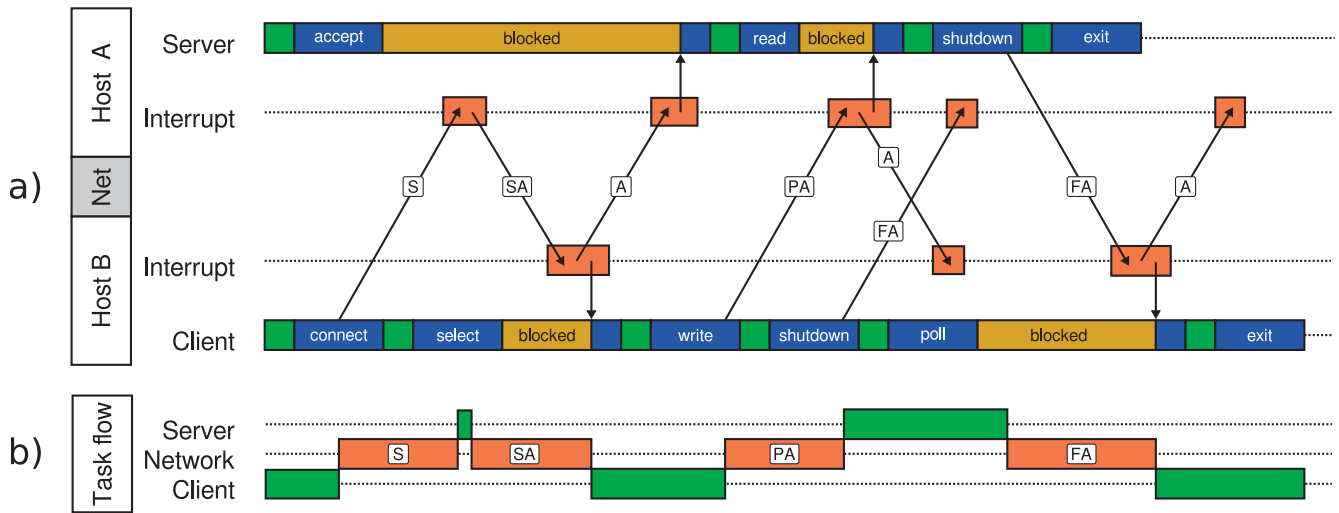 a)
Host A
Net
Host B
Server
accept
blocked
read
blocked
shutdown
exit
Interrupt
S
SA
A
PA
A
FA
FA
A
Interrupt
Client
connect
select
blocked
write
shutdown
poll
blocked
exit
b)
Task flow
Server
Network
S
SA
PA
FA
Client